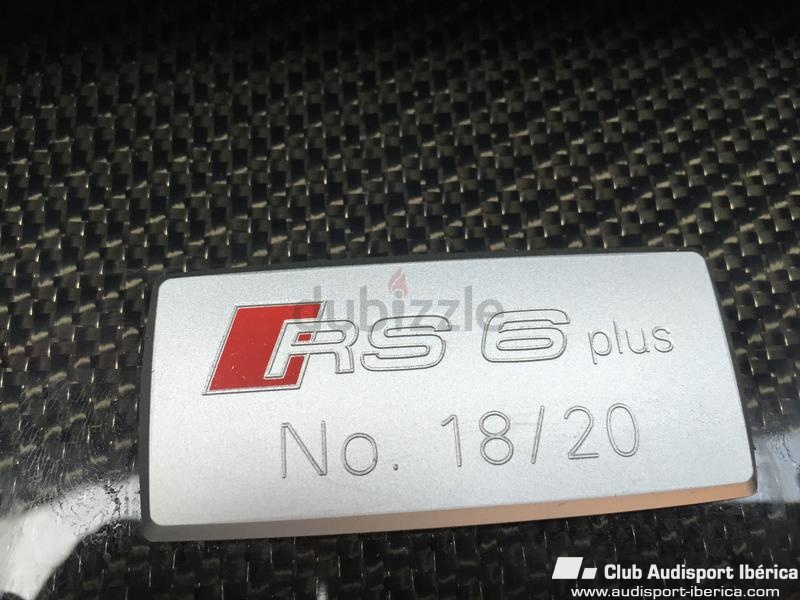 dubizzle
RS 6 plus
No. 18/20
Club Audisport Ibérica
www.audisport-iberica.com